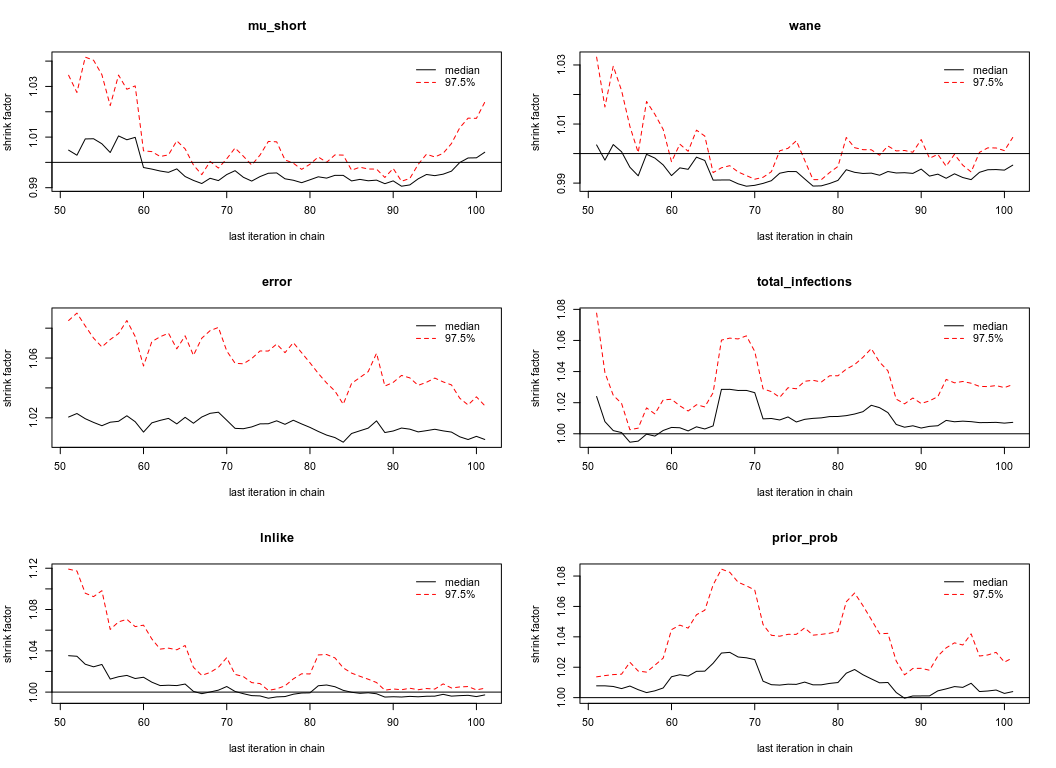 mu_short
shrink factor
0.99 1.01 1.03
median
97.5%
50 60 70 80 90 100
last iteration in chain
wane
shrink factor
0.99 1.01 1.03
median
97.5%
50 60 70 80 90 100
last iteration in chain
error
shrink factor
1.02 1.06
median
97.5%
50 60 70 80 90 100
last iteration in chain
total_infections
shrink factor
1.00 1.02 1.04 1.06 1.08
median
97.5%
50 60 70 80 90 100
last iteration in chain
lnlike
shrink factor
1.00 1.04 1.08 1.12
median
97.5%
50 60 70 80 90 100
last iteration in chain
prior_prob
shrink factor
1.00 1.02 1.04 1.06 1.08
median
97.5%
50 60 70 80 90 100
last iteration in chain